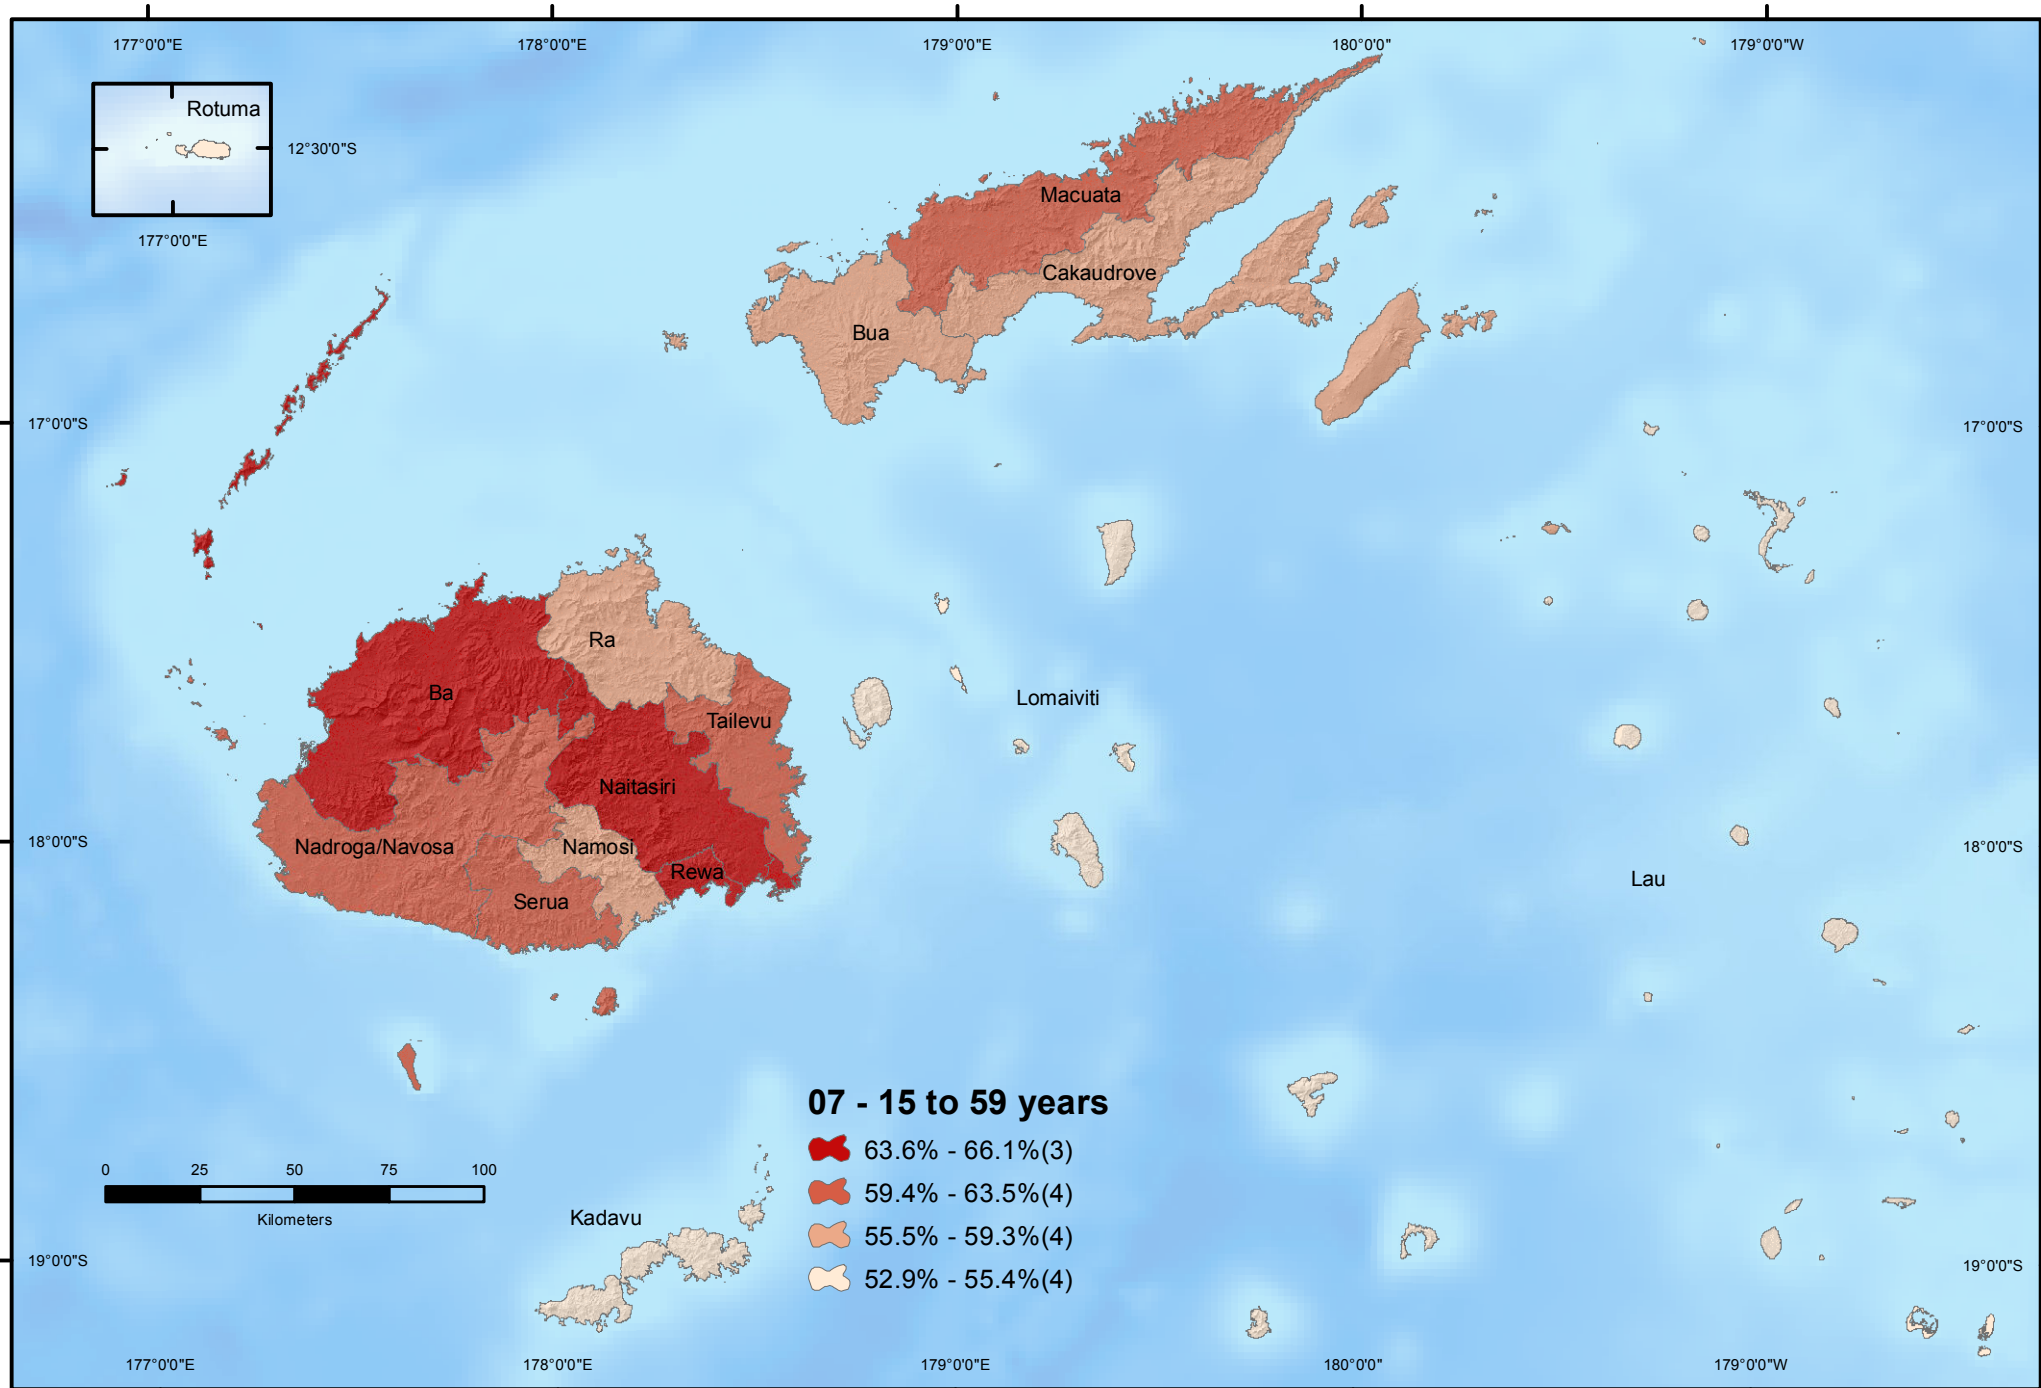 177°0'0"E
178°0'0"E
179°0'0"E
180°0'0"
179°0'0"W
Rotuma
12°30'0"S
177°0'0"E
Macuata
Cakaudrove
Bua
17°0'0"S
17°0'0"S
Ra
Ba
Lomaiviti
Tailevu
Naitasiri
18°0'0"S
Nadroga/Navosa
Namosi
18°0'0"S
Rewa
Lau
Serua
07 - 15 to 59 years
63.6% - 66.1%(3)
59.4% - 63.5%(4)
55.5% - 59.3%(4)
52.9% - 55.4%(4)
0 25 50 75 100
Kilometers
Kadavu
19°0'0"S
19°0'0"S
177°0'0"E
178°0'0"E
179°0'0"E
180°0'0"
179°0'0"W